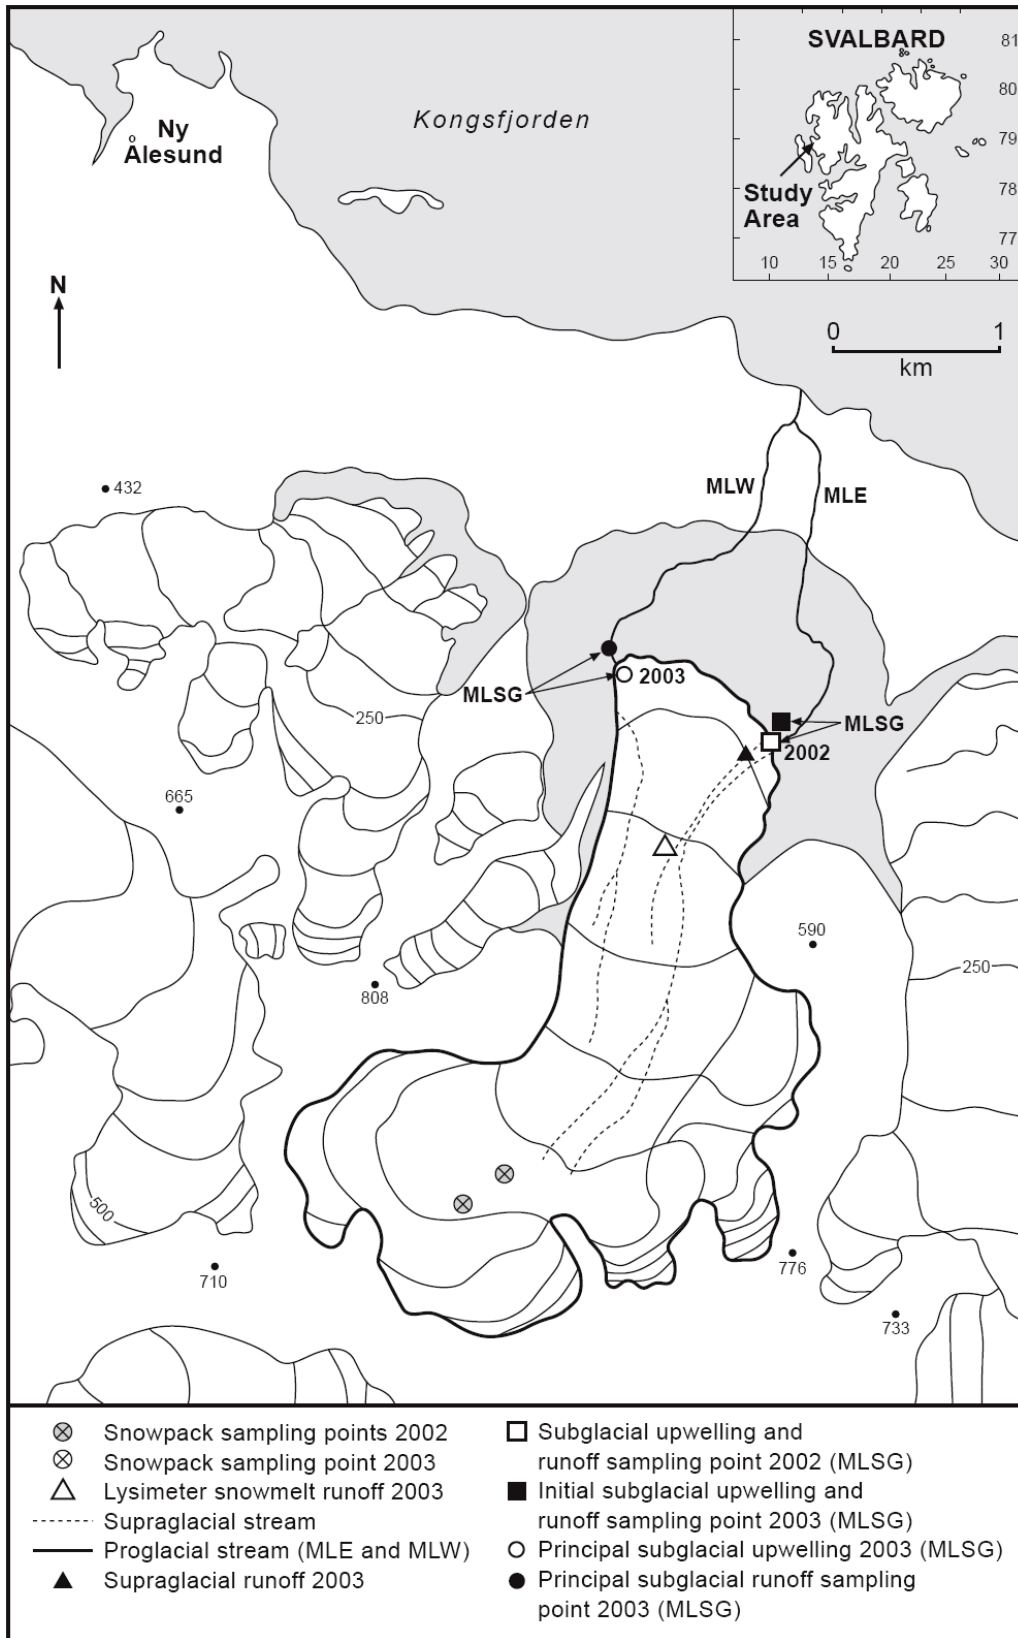 SVALBARD
81
80
79
78
77
10 15 20 25 30
Study
Area
Ny
Ålesund
Kongsfjorden
N
0 1
km
MLW
MLE
432
MLSG
2003
MLSG
2002
250
665
590
250
808
500
710
776
733
Snowpack sampling points 2002
Snowpack sampling point 2003
Lysimeter snowmelt runoff 2003
Supraglacial stream
Proglacial stream (MLE and MLW)
Supraglacial runoff 2003
Subglacial upwelling and
runoff sampling point 2002 (MLSG)
Initial subglacial upwelling and
runoff sampling point 2003 (MLSG)
Principal subglacial upwelling 2003 (MLSG)
Principal subglacial runoff sampling
point 2003 (MLSG)